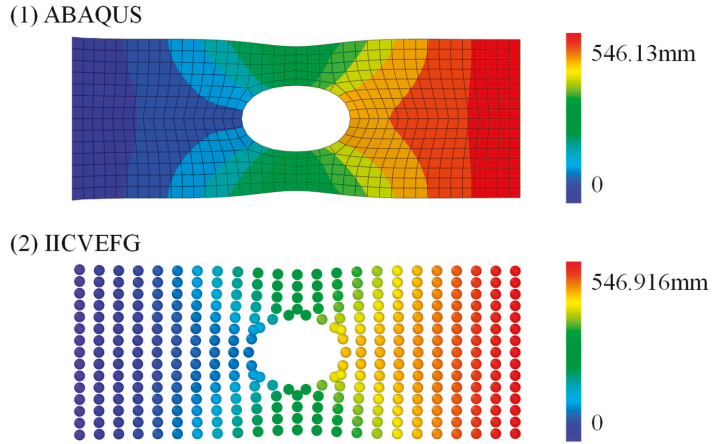 (1) ABAQUS
546.13mm
0
(2) IICVEFG
546.916mm
0